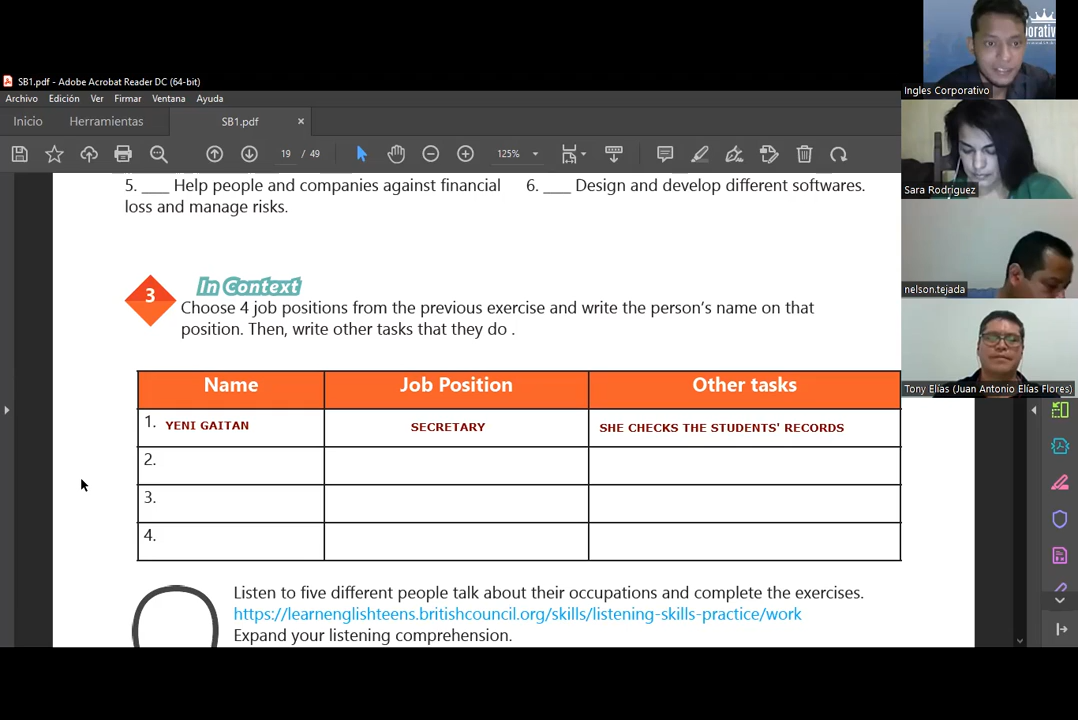 SB1.pdf - Adobe Acrobat Reader DC (64-bit)
Archivo Edición Ver Firmar Ventana Ayuda
Inicio Herramientas SB1.pdf ×
19 / 49 125%
5. ___ Help people and companies against financial
loss and manage risks.
6. ___ Design and develop different softwares.
3 In Context
Choose 4 job positions from the previous exercise and write the person's name on that
position. Then, write other tasks that they do .
Name Job Position Other tasks
1. YENI GAITAN SECRETARY SHE CHECKS THE STUDENTS' RECORDS
2.
3.
4.
Listen to five different people talk about their occupations and complete the exercises.
https://learnenglishteens.britishcouncil.org/skills/listening-skills-practice/work
Expand your listening comprehension.
Ingles Corporativo
Sara Rodriguez
nelson.tejada
Tony Elías (Juan Antonio Elías Flores)